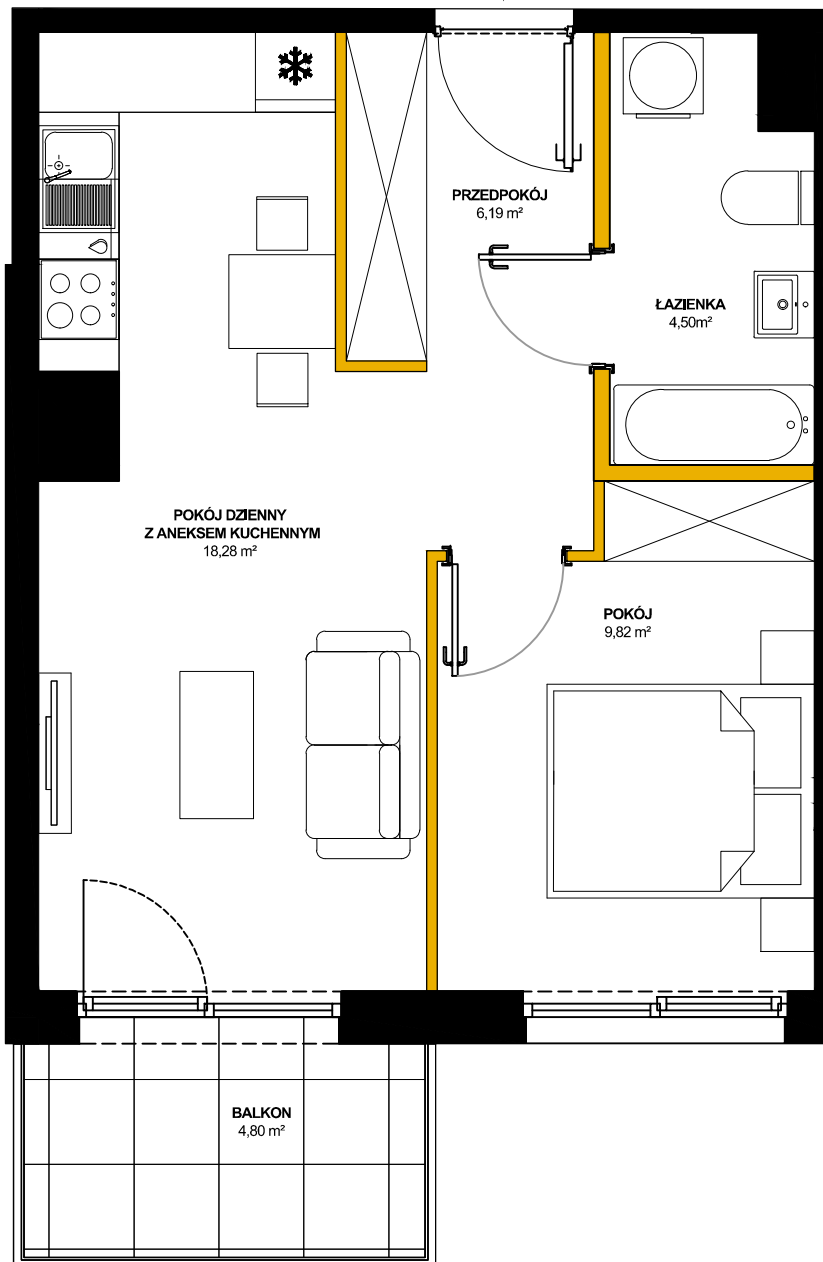 PRZEDPOKÓJ
6,19 m²
ŁAZIENKA
4,50m²
POKÓJ DZIENNY
Z ANEKSEM KUCHENNYM
18,28 m²
POKÓJ
9,82 m²
BALKON
4,80 m²